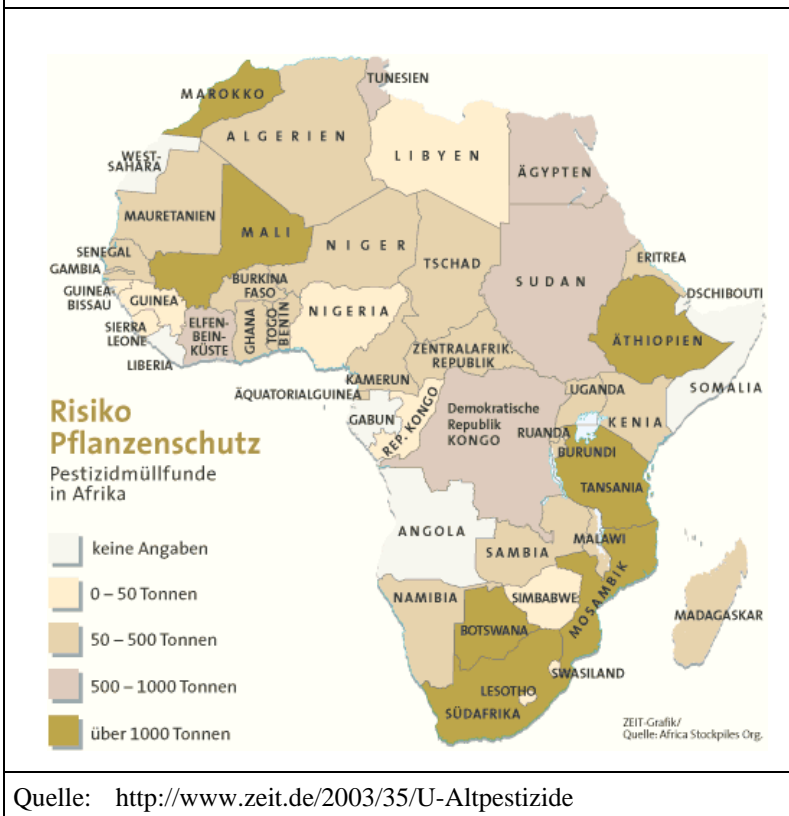 MAROKKO
TUNESIEN
ALGERIEN
LIBYEN
ÄGYPTEN
WEST-
SAHARA
MAURETANIEN
MALI
NIGER
TSCHAD
SUDAN
ERITREA
SENEGAL
GAMBIA
GUINEA-
BISSAU
GUINEA
BURKINA
FASO
NIGERIA
DSCHIBOUTI
SIERRA
LEONE
ELFEN-
BEIN-
KÜSTE
GHANA
TOGO
BENIN
ÄTHIOPIEN
LIBERIA
ZENTRALAFRIK.
REPUBLIK
KAMERUN
ÄQUATORIALGUINEA
SOMALIA
UGANDA
KENIA
GABUN
REP. KONGO
Demokratische
Republik
KONGO
RUANDA
BURUNDI
TANSANIA
Risiko
Pflanzenschutz
Pestizidmüllfunde
in Afrika
ANGOLA
SAMBIA
MALAWI
MOSAMBIK
NAMIBIA
SIMBABWE
BOTSWANA
MADAGASKAR
SWASILAND
LESOTHO
SÜDAFRIKA
keine Angaben
0 – 50 Tonnen
50 – 500 Tonnen
500 – 1000 Tonnen
über 1000 Tonnen
ZEIT-Grafik/
Quelle: Africa Stockpiles Org.
Quelle: http://www.zeit.de/2003/35/U-Altpestizide